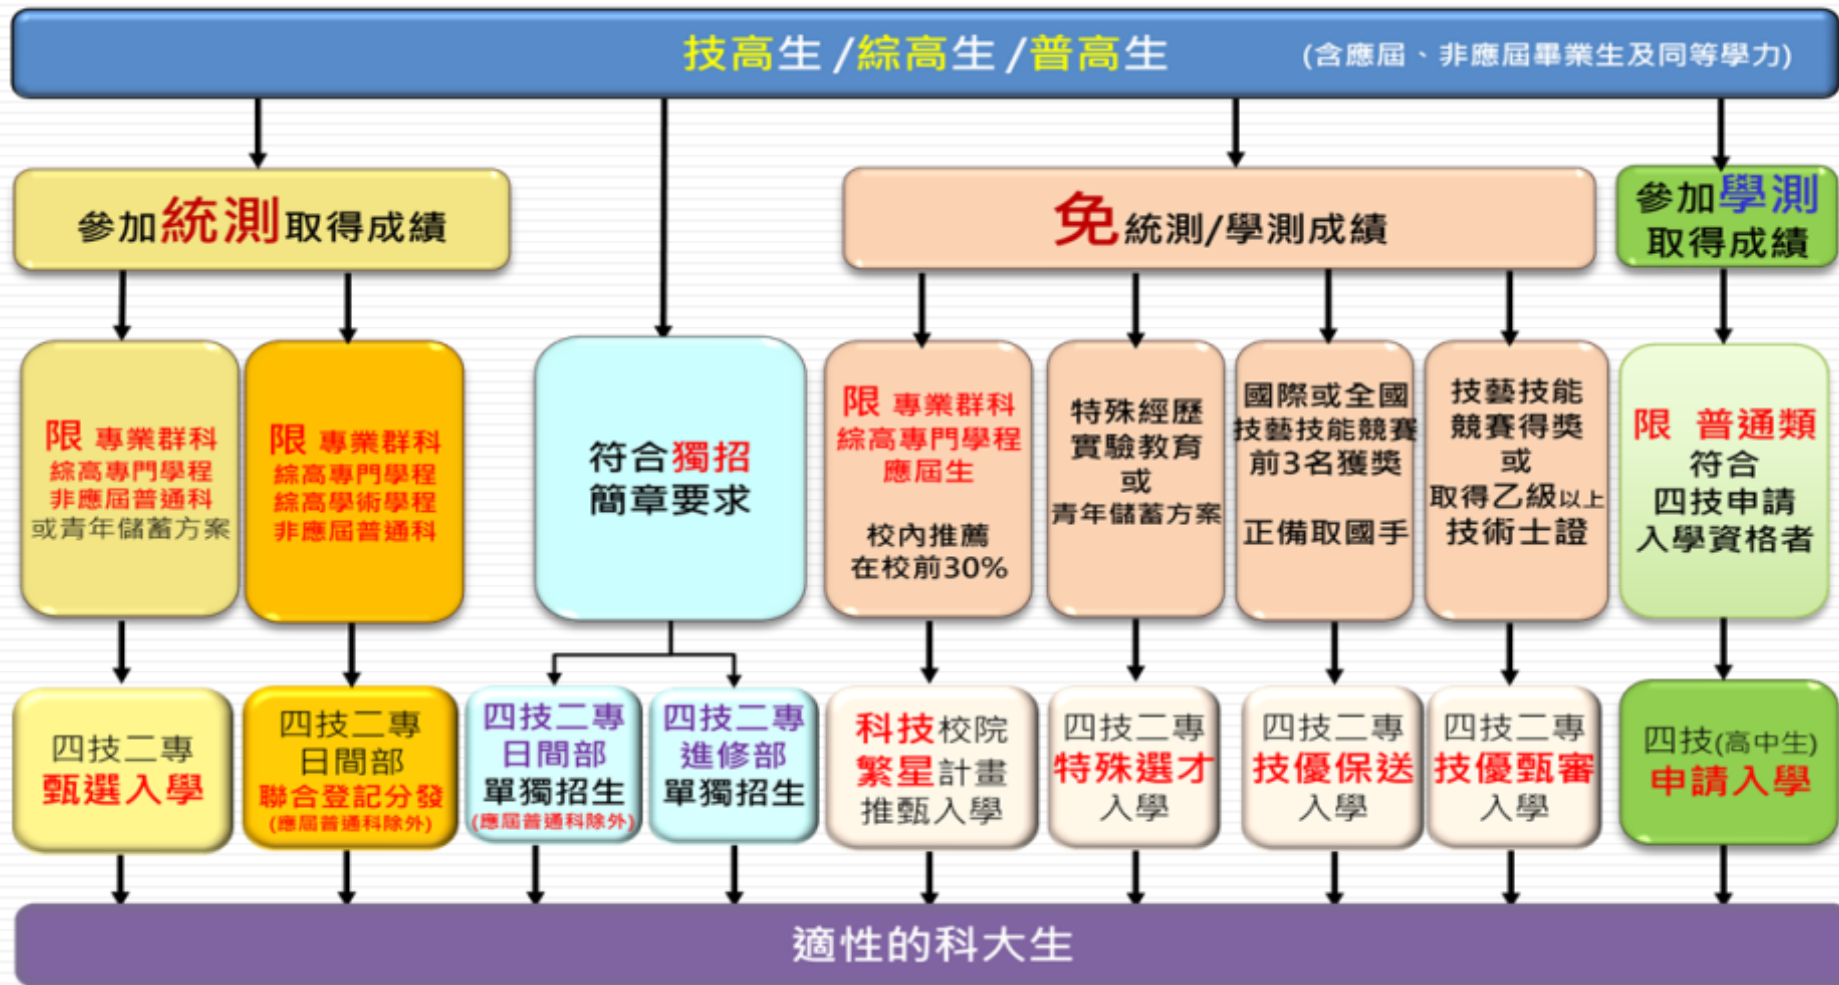 技高生/綜高生/普高生 (含應屆、非應屆畢業生及同等學力)
參加統測取得成績
免統測/學測成績
參加學測
取得成績
限 專業群科
綜高專門學程
非應屆普通科
或青年儲蓄方案
限 專業群科
綜高專門學程
綜高學術學程
非應屆普通科
符合獨招
簡章要求
限 專業群科
綜高專門學程
應屆生
校內推薦
在校前30%
特殊經歷
實驗教育
或
青年儲蓄方案
國際或全國
技藝技能競賽
前3名獲獎
正備取國手
技藝技能
競賽得獎
或
取得乙級以上
技術士證
限 普通類
符合
四技申請
入學資格者
四技二專
甄選入學
四技二專
日間部
聯合登記分發
(應屆普通科除外)
四技二專
日間部
單獨招生
(應屆普通科除外)
四技二專
進修部
單獨招生
科技校院
繁星計畫
推甄入學
四技二專
特殊選才
入學
四技二專
技優保送
入學
四技二專
技優甄審
入學
四技(高中生)
申請入學
適性的科大生